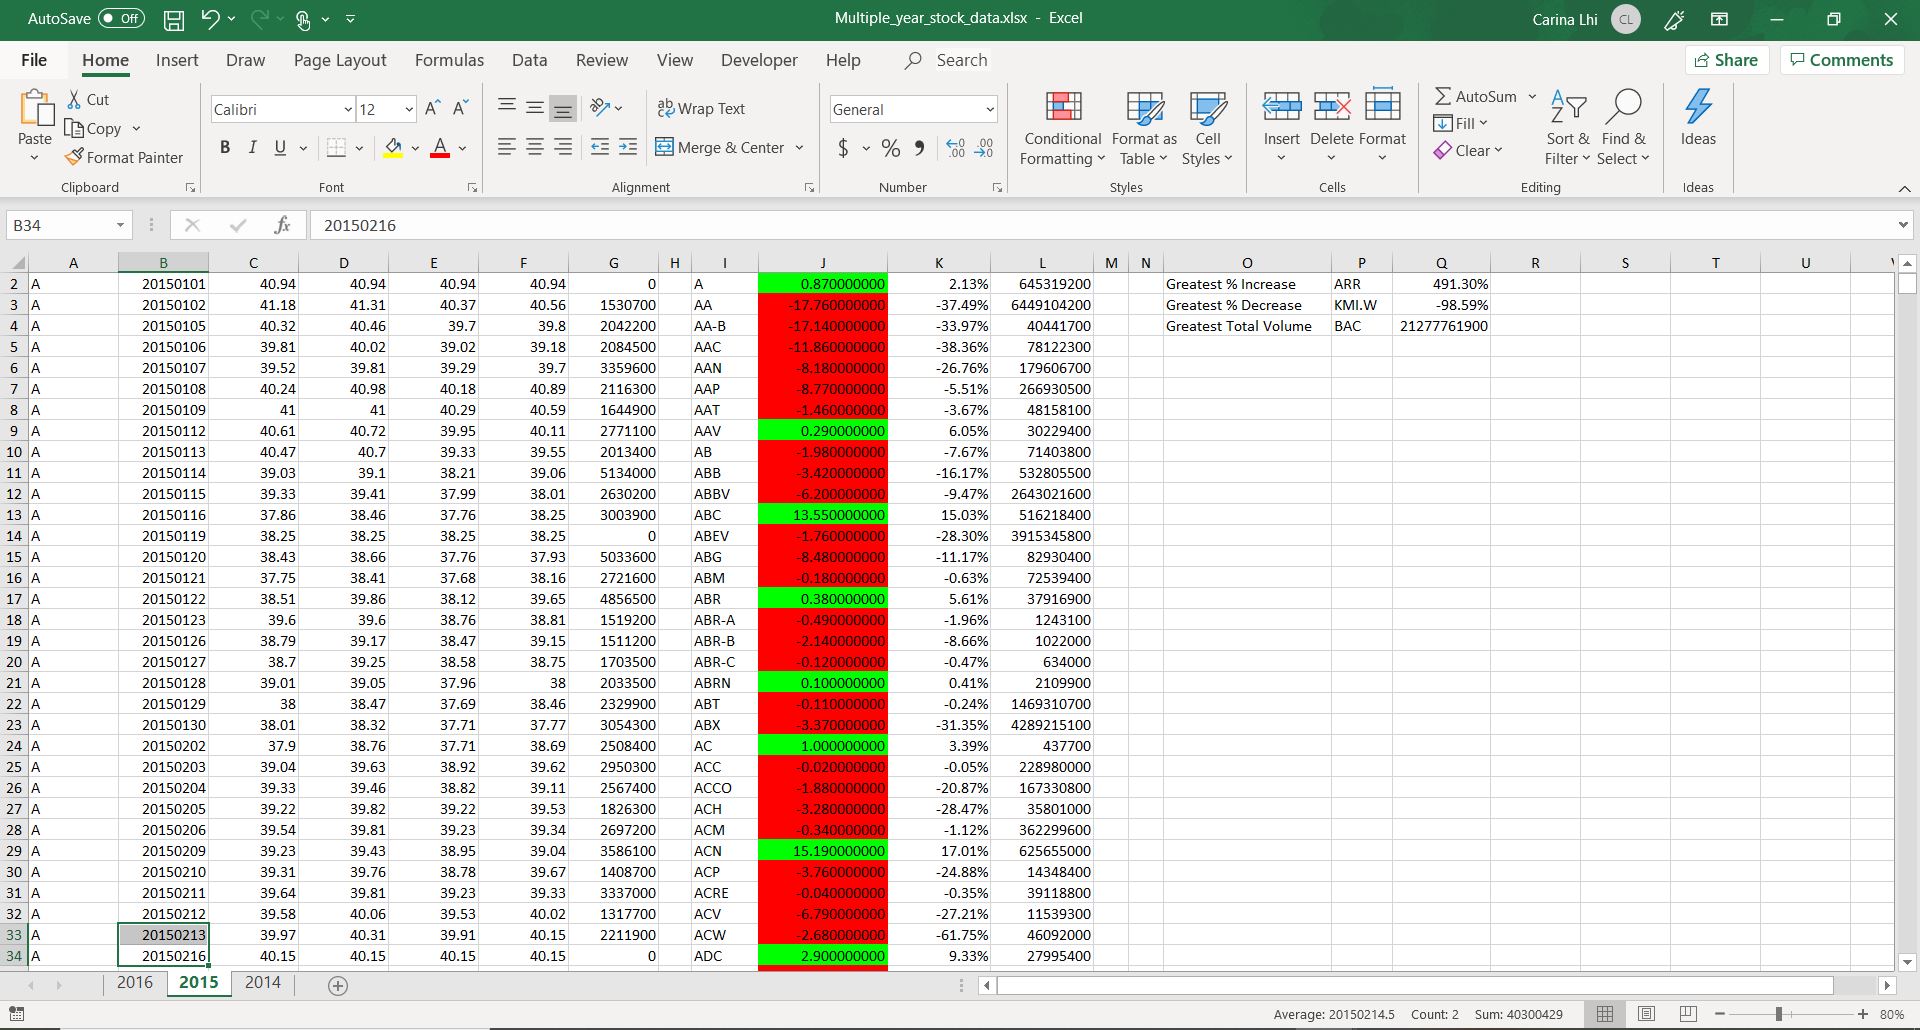 AutoSave Off Multiple_year_stock_data.xlsx - Excel Carina Lhi CL
File Home Insert Draw Page Layout Formulas Data Review View Developer Help Search Share Comments
Paste Cut Copy Format Painter
Calibri 12 A A B I U A
ab Wrap Text Merge & Center
General $ % , .00 .00
Conditional Formatting Format as Table Cell Styles
Insert Delete Format
AutoSum Fill Clear Sort & Filter Find & Select
Ideas
Clipboard Font Alignment Number Styles Cells Editing Ideas
B34 fx 20150216
A B C D E F G H I J K L M N O P Q R S T U
2 A 20150101 40.94 40.94 40.94 40.94 0 A 0.870000000 2.13% 645319200 Greatest % Increase ARR 491.30%
3 A 20150102 41.18 41.31 40.37 40.56 1530700 AA -17.760000000 -37.49% 6449104200 Greatest % Decrease KMI.W -98.59%
4 A 20150105 40.32 40.46 39.7 39.8 2042200 AA-B -17.140000000 -33.97% 40441700 Greatest Total Volume BAC 21277761900
5 A 20150106 39.81 40.02 39.02 39.18 2084500 AAC -11.860000000 -38.36% 78122300
6 A 20150107 39.52 39.81 39.29 39.7 3359600 AAN -8.180000000 -26.76% 179606700
7 A 20150108 40.24 40.98 40.18 40.89 2116300 AAP -8.770000000 -5.51% 266930500
8 A 20150109 41 41 40.29 40.59 1644900 AAT -1.460000000 -3.67% 48158100
9 A 20150112 40.61 40.72 39.95 40.11 2771100 AAV 0.290000000 6.05% 30229400
10 A 20150113 40.47 40.7 39.33 39.55 2013400 AB -1.980000000 -7.67% 71403800
11 A 20150114 39.03 39.1 38.21 39.06 5134000 ABB -3.420000000 -16.17% 532805500
12 A 20150115 39.33 39.41 37.99 38.01 2630200 ABBV -6.200000000 -9.47% 2643021600
13 A 20150116 37.86 38.46 37.76 38.25 3003900 ABC 13.550000000 15.03% 516218400
14 A 20150119 38.25 38.25 38.25 38.25 0 ABEV -1.760000000 -28.30% 3915345800
15 A 20150120 38.43 38.66 37.76 37.93 5033600 ABG -8.480000000 -11.17% 82930400
16 A 20150121 37.75 38.41 37.68 38.16 2721600 ABM -0.180000000 -0.63% 72539400
17 A 20150122 38.51 39.86 38.12 39.65 4856500 ABR 0.380000000 5.61% 37916900
18 A 20150123 39.6 39.6 38.76 38.81 1519200 ABR-A -0.490000000 -1.96% 1243100
19 A 20150126 38.79 39.17 38.47 39.15 1511200 ABR-B -2.140000000 -8.66% 1022000
20 A 20150127 38.7 39.25 38.58 38.75 1703500 ABR-C -0.120000000 -0.47% 634000
21 A 20150128 39.01 39.05 37.96 38 2033500 ABRN 0.100000000 0.41% 2109900
22 A 20150129 38 38.47 37.69 38.46 2329900 ABT -0.110000000 -0.24% 1469310700
23 A 20150130 38.01 38.32 37.71 37.77 3054300 ABX -3.370000000 -31.35% 4289215100
24 A 20150202 37.9 38.76 37.71 38.69 2508400 AC 1.000000000 3.39% 437700
25 A 20150203 39.04 39.63 38.92 39.62 2950300 ACC -0.020000000 -0.05% 228980000
26 A 20150204 39.33 39.46 38.82 39.11 2567400 ACCO -1.880000000 -20.87% 167330800
27 A 20150205 39.22 39.82 39.22 39.53 1826300 ACH -3.280000000 -28.47% 35801000
28 A 20150206 39.54 39.81 39.23 39.34 2697200 ACM -0.340000000 -1.12% 362299600
29 A 20150209 39.23 39.43 38.95 39.04 3586100 ACN 15.190000000 17.01% 625655000
30 A 20150210 39.31 39.76 38.78 39.67 1408700 ACP -3.760000000 -24.88% 14348400
31 A 20150211 39.64 39.81 39.23 39.33 3337000 ACRE -0.040000000 -0.35% 39118800
32 A 20150212 39.58 40.06 39.53 40.02 1317700 ACV -6.790000000 -27.21% 11539300
33 A 20150213 39.97 40.31 39.91 40.15 2211900 ACW -2.680000000 -61.75% 46092000
34 A 20150216 40.15 40.15 40.15 40.15 0 ADC 2.900000000 9.33% 27995400
2016 2015 2014
Average: 20150214.5 Count: 2 Sum: 40300429 80%